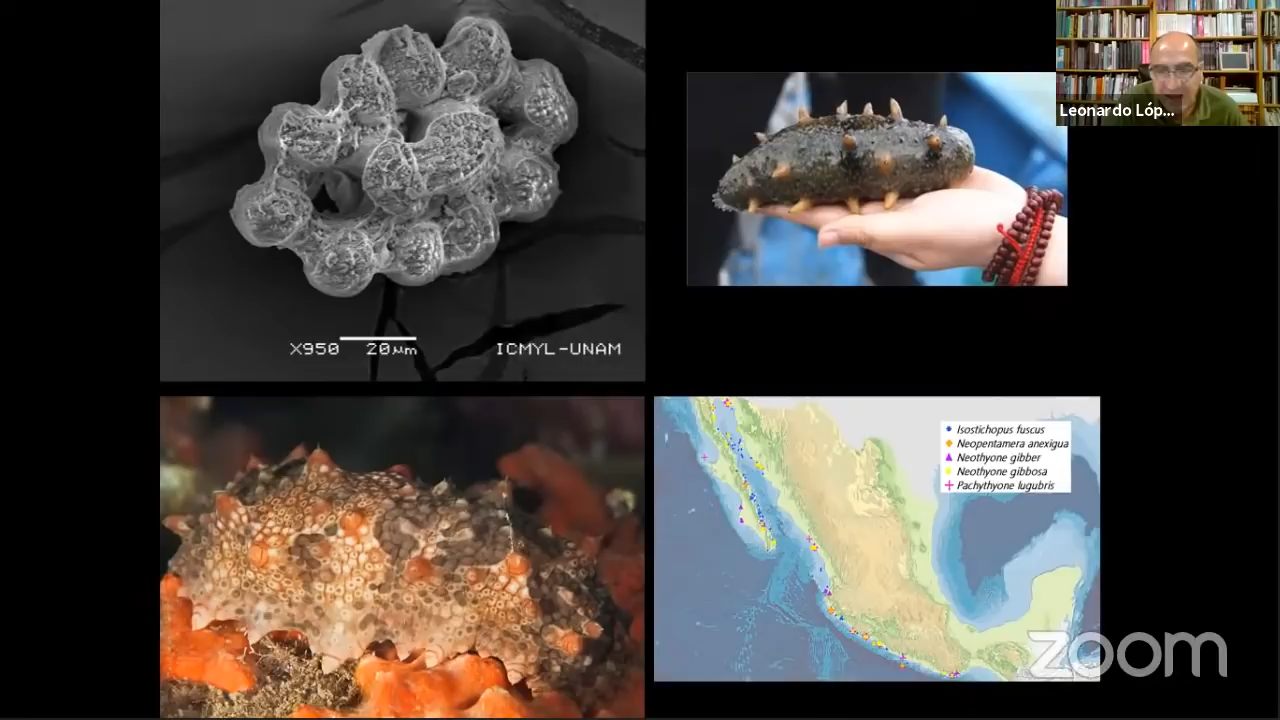 Leonardo Lóp...
X950 20µm ICMYL-UNAM
Isostichopus fuscus
Neopentamera anexigua
Neothyone gibber
Neothyone gibbosa
Pachythyone lugubris
zoom